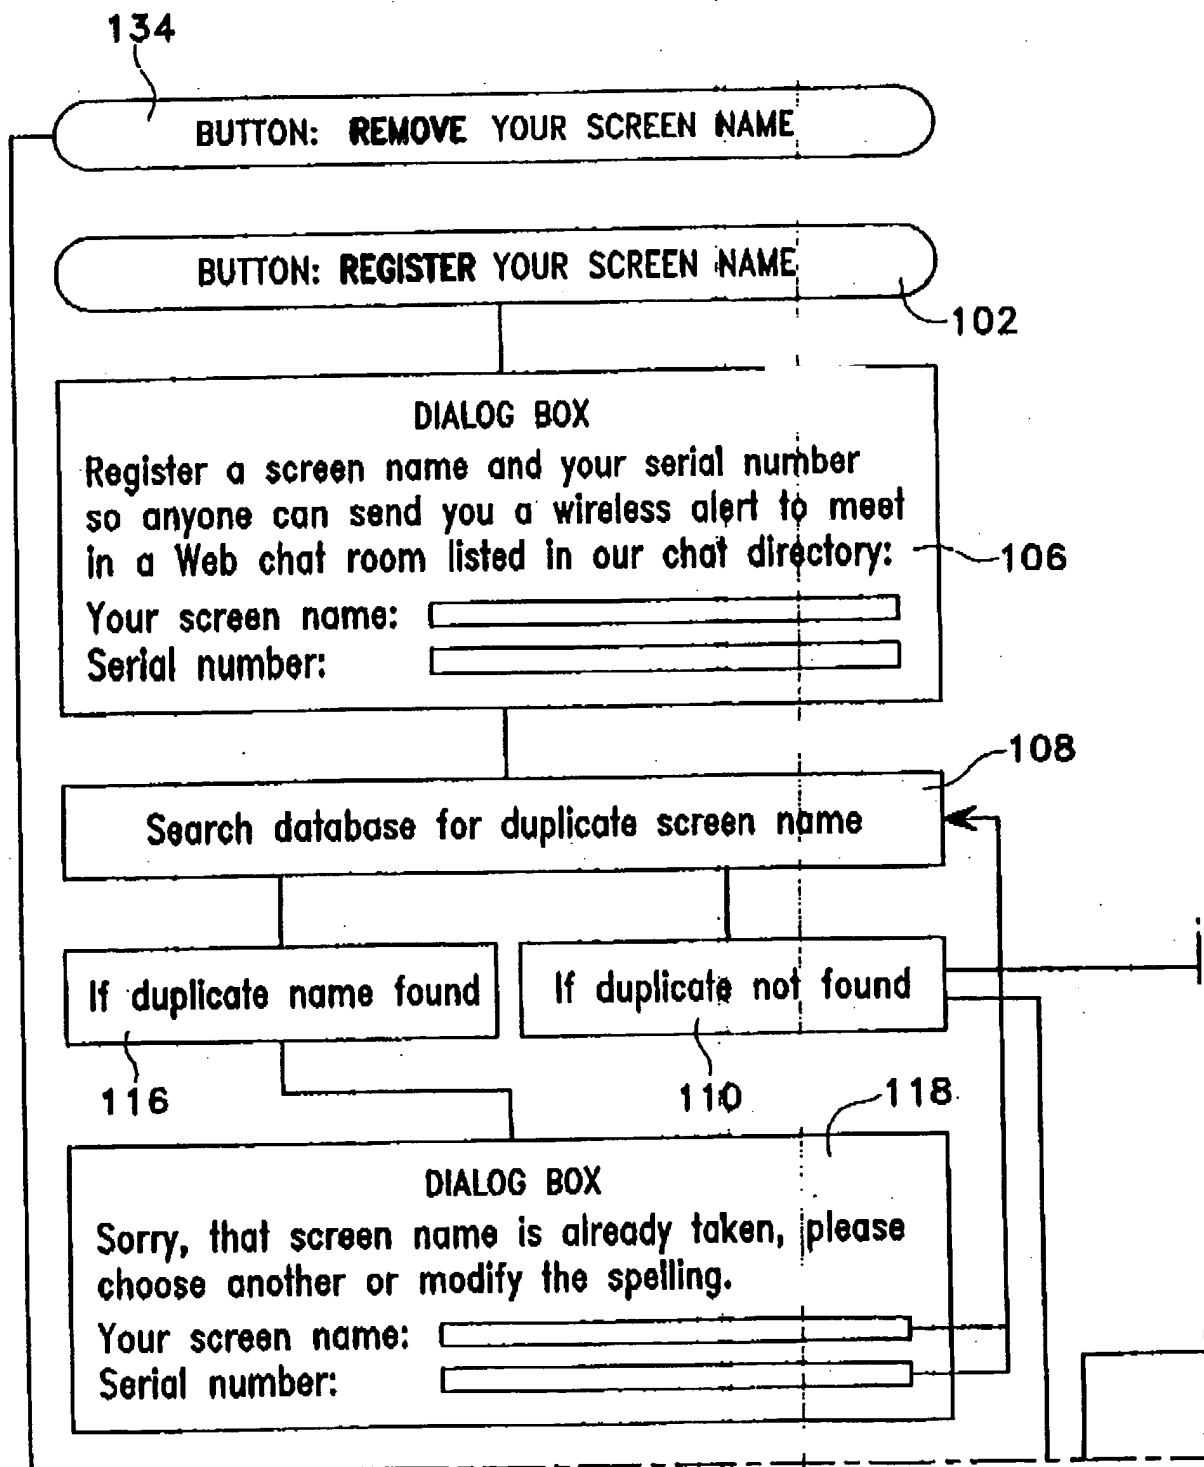 134
BUTTON: REMOVE YOUR SCREEN NAME
BUTTON: REGISTER YOUR SCREEN NAME
102
DIALOG BOX
Register a screen name and your serial number
so anyone can send you a wireless alert to meet
in a Web chat room listed in our chat directory:
106
Your screen name:
Serial number:
108
Search database for duplicate screen name
If duplicate name found
If duplicate not found
116
110
118
DIALOG BOX
Sorry, that screen name is already taken, please
choose another or modify the spelling.
Your screen name:
Serial number: